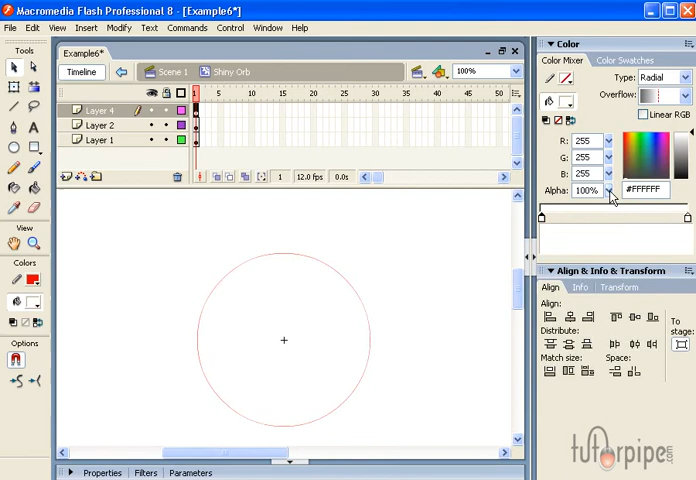 Macromedia Flash Professional 8 - [Example6*]
File Edit View Insert Modify Text Commands Control Window Help
Tools
View
Colors
Options
Example6*
Timeline Scene 1 Shiny Orb 100%
1 5 10 15 20 25 30 35 40 45 50 55 60
Layer 4
Layer 2
Layer 1
1 12.0 fps 0.0s
Properties Filters Parameters
Color
Color Mixer Color Swatches
Type: Radial
Overflow:
Linear RGB
R: 255
G: 255
B: 255
Alpha: 100% #FFFFFF
Align & Info & Transform
Align Info Transform
Align:
Distribute:
Match size: Space:
To stage:
tutorpipe.com